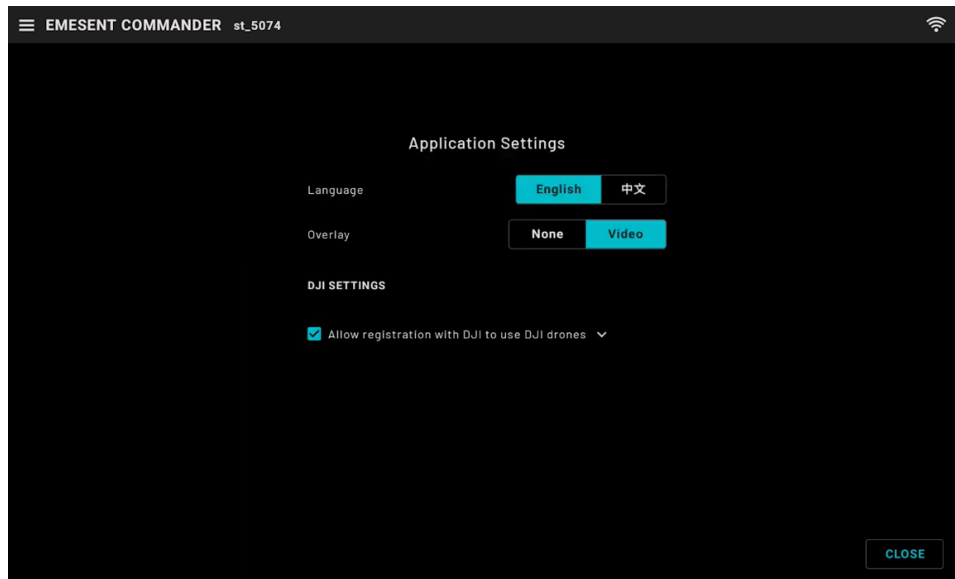 EMESENT COMMANDER st_5074
Application Settings
Language English 中文
Overlay None Video
DJI SETTINGS
Allow registration with DJI to use DJI drones
CLOSE